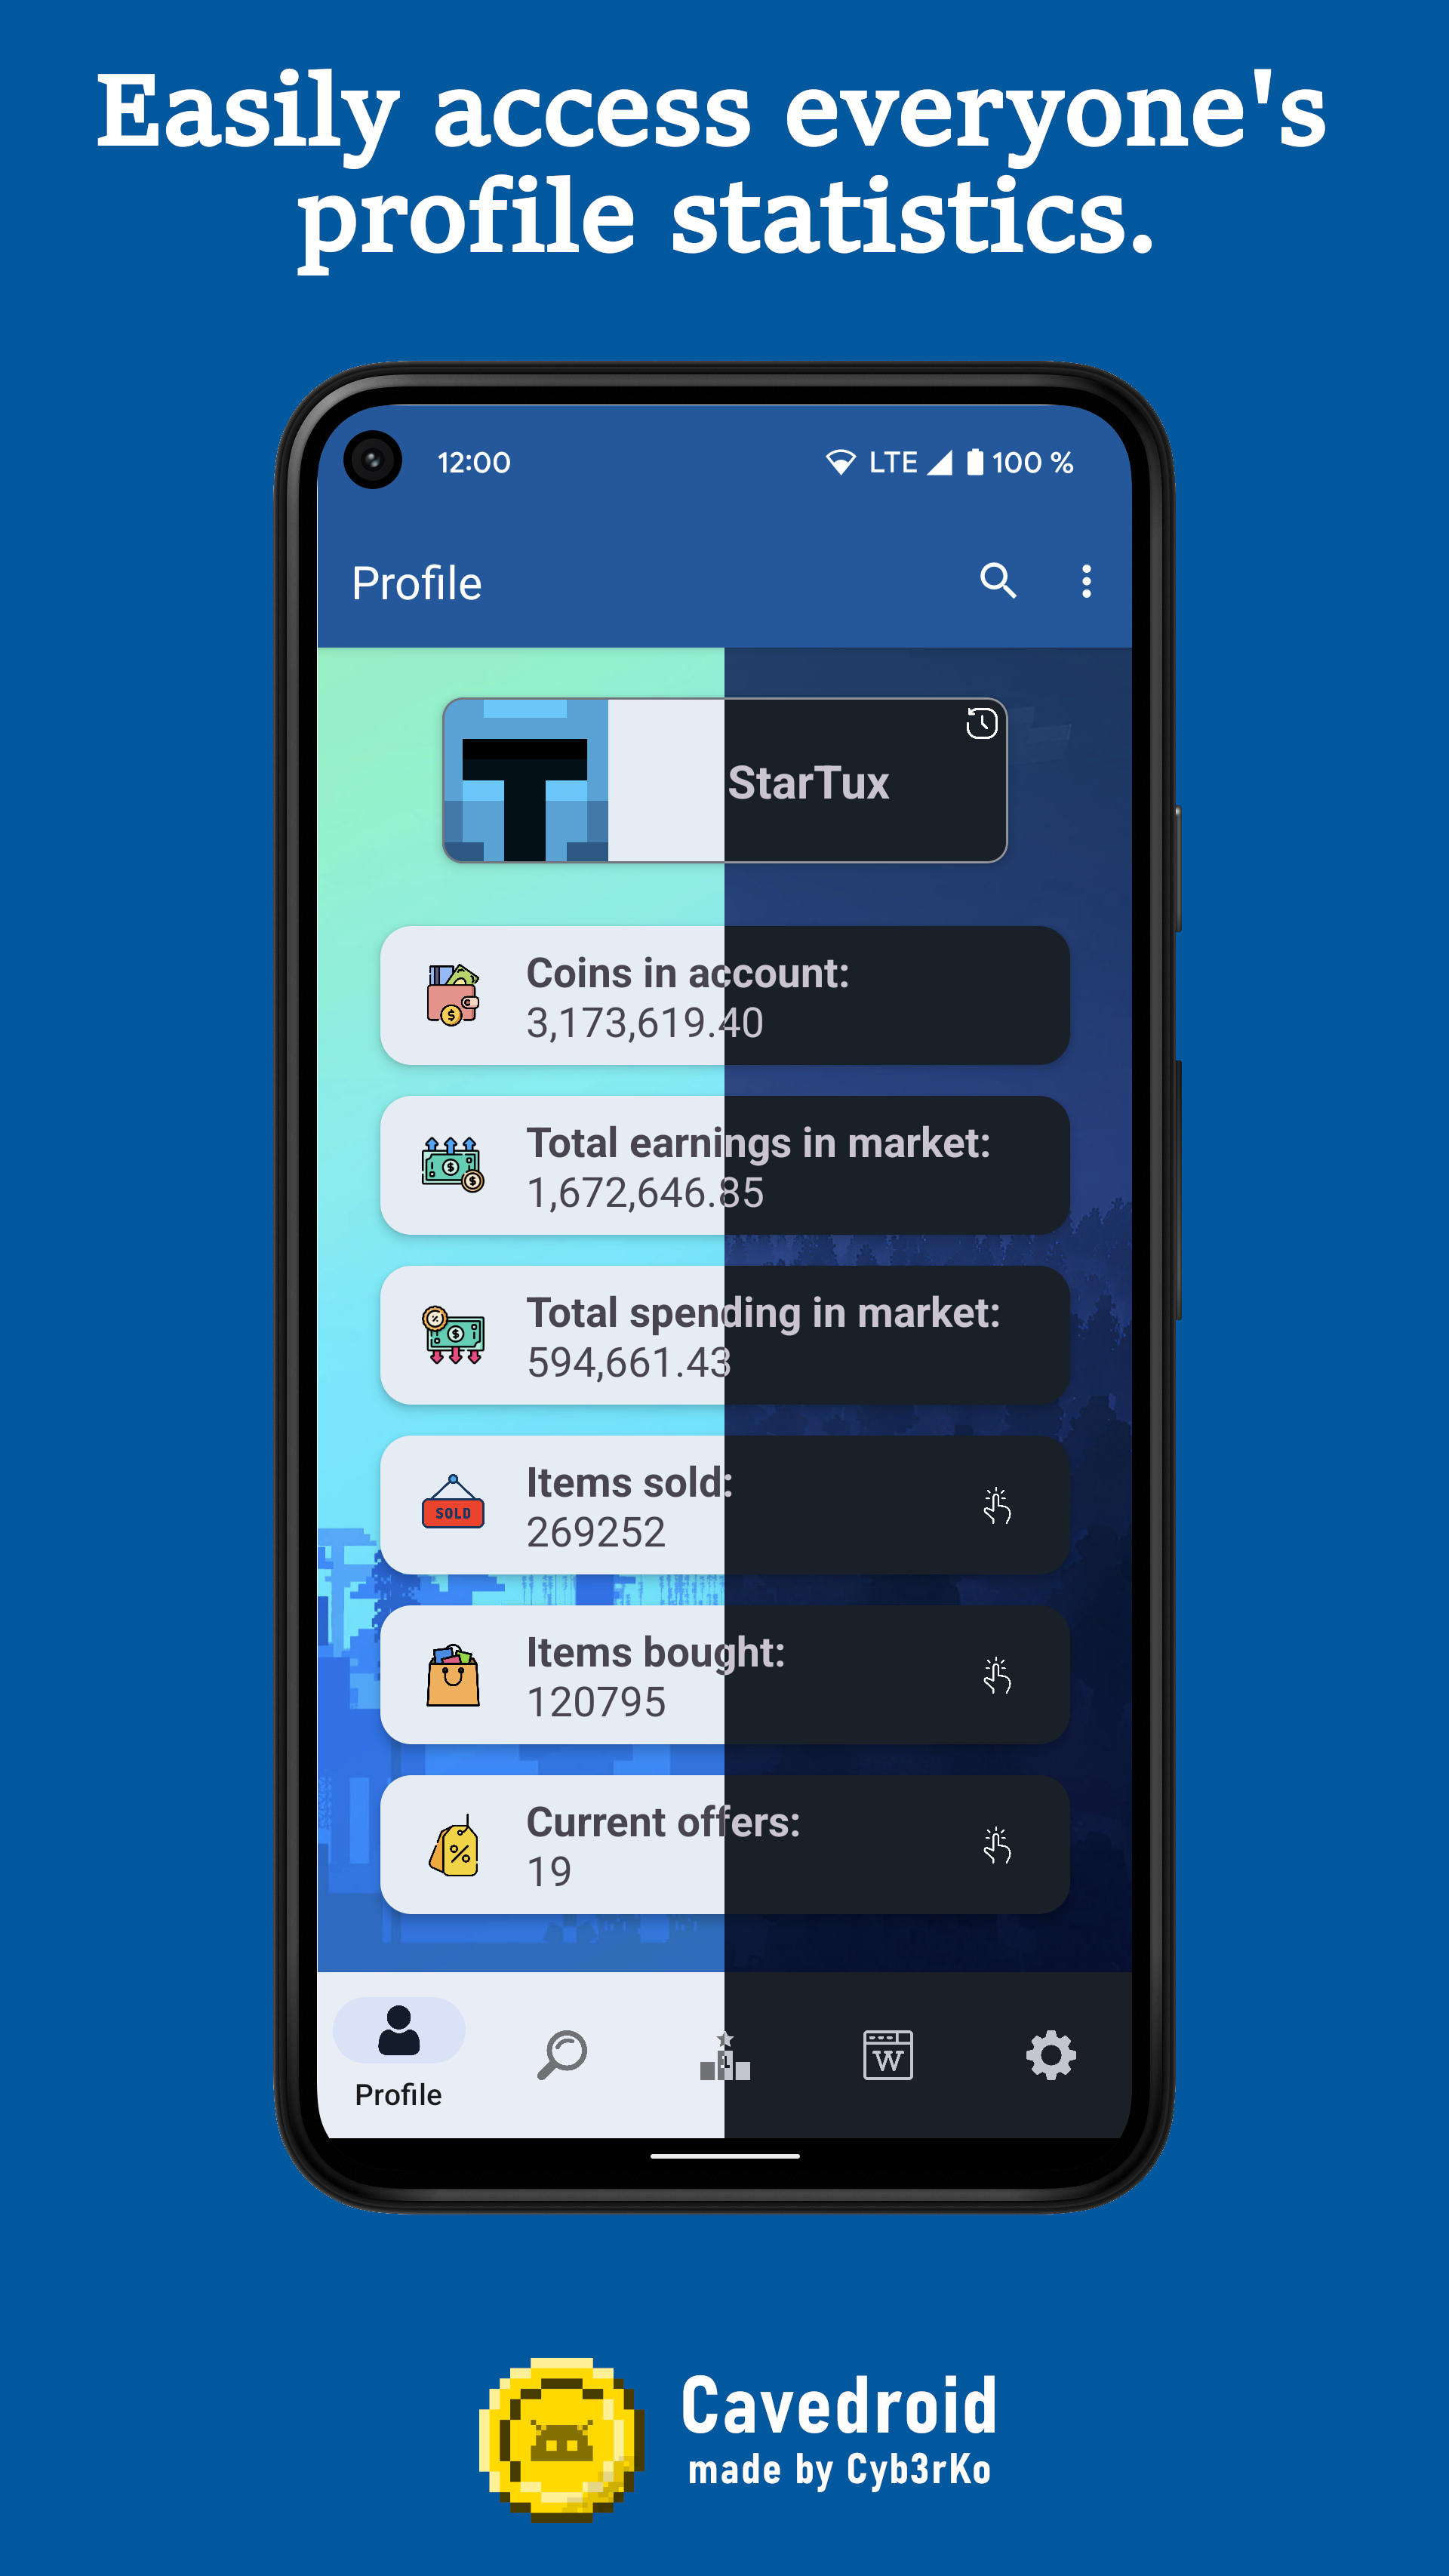 Easily access everyone's
profile statistics.
12:00 LTE 100 %
Profile
StarTux
Coins in account:
3,173,619.40
Total earnings in market:
1,672,646.85
Total spending in market:
594,661.43
SOLD
Items sold:
269252
Items bought:
120795
Current offers:
19
1
W
Profile
Cavedroid
made by Cyb3rKo